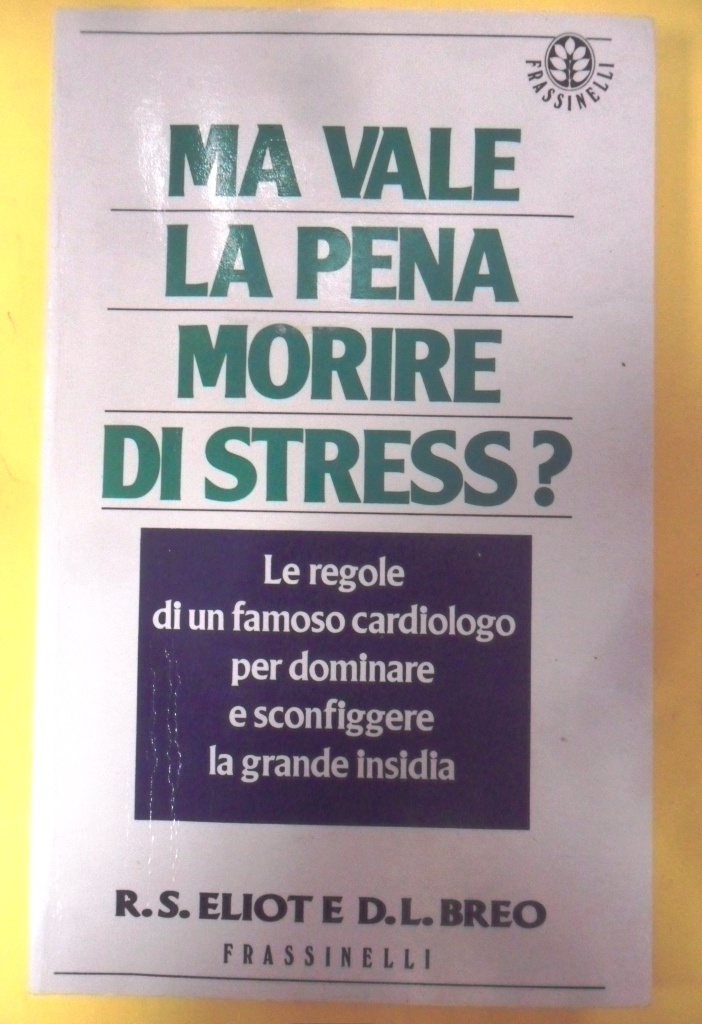 FRASSINELLI
MA VALE
LA PENA
MORIRE
DI STRESS?
Le regole
di un famoso cardiologo
per dominare
e sconfiggere
la grande insidia
R.S. ELIOT E D.L. BREO
FRASSINELLI